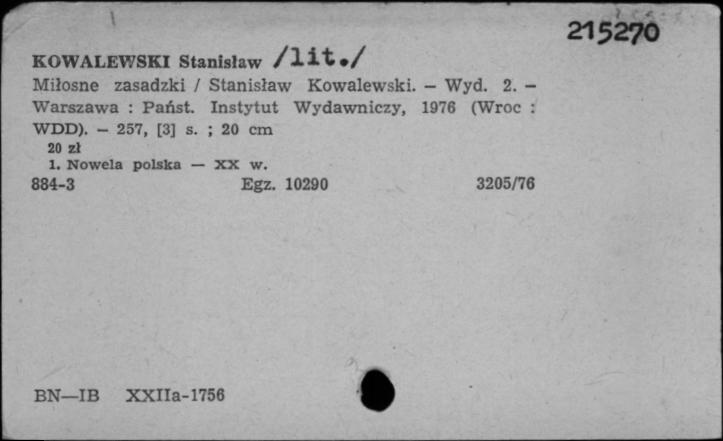 215270
KOWALEWSKI Stanisław /lit./
Miłosne zasadzki / Stanisław Kowalewski. — Wyd. 2. —
Warszawa : Państ. Instytut Wydawniczy, 1976 (Wroc :
WDD). — 257, [3] s. ; 20 cm
20 zł
1. Nowela polska — XX w.
884-3 Egz. 10290 3205/76
BN—IB XXIIa-1756